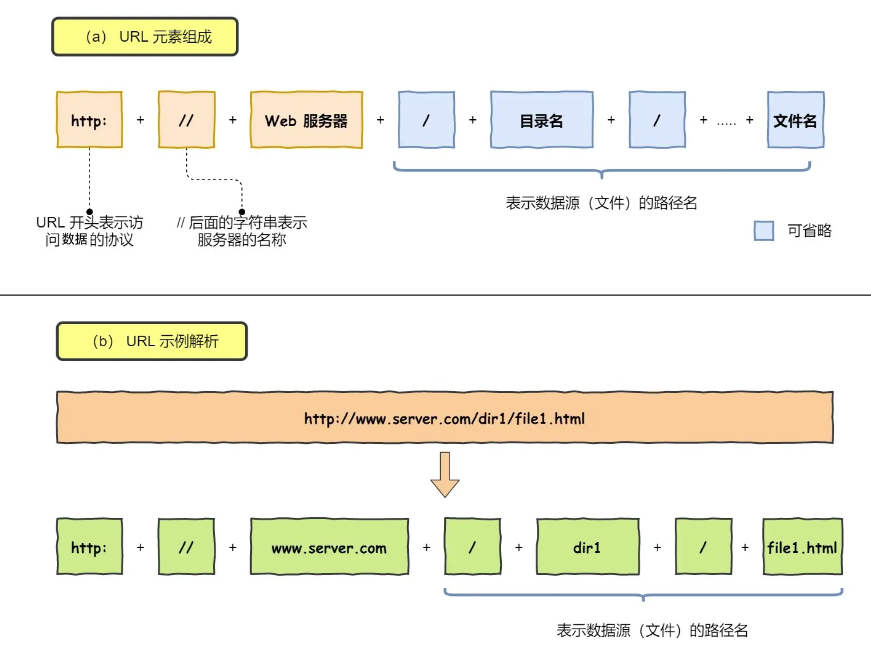 (a) URL 元素组成
http: + // + Web 服务器 + / + 目录名 + / + ..... + 文件名
URL 开头表示访
问数据的协议
// 后面的字符串表示
服务器的名称
表示数据源（文件）的路径名
可省略
(b) URL 示例解析
http://www.server.com/dir1/file1.html
http: + // + www.server.com + / + dir1 + / + file1.html
表示数据源（文件）的路径名